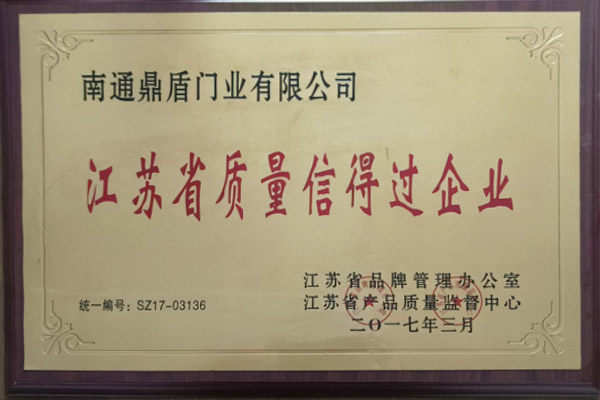 南通鼎盾门业有限公司
江苏省质量信得过企业
江苏省品牌管理办公室
统一编号：SZ17-03136
江苏省产品质量监督中心
二〇一七年三月